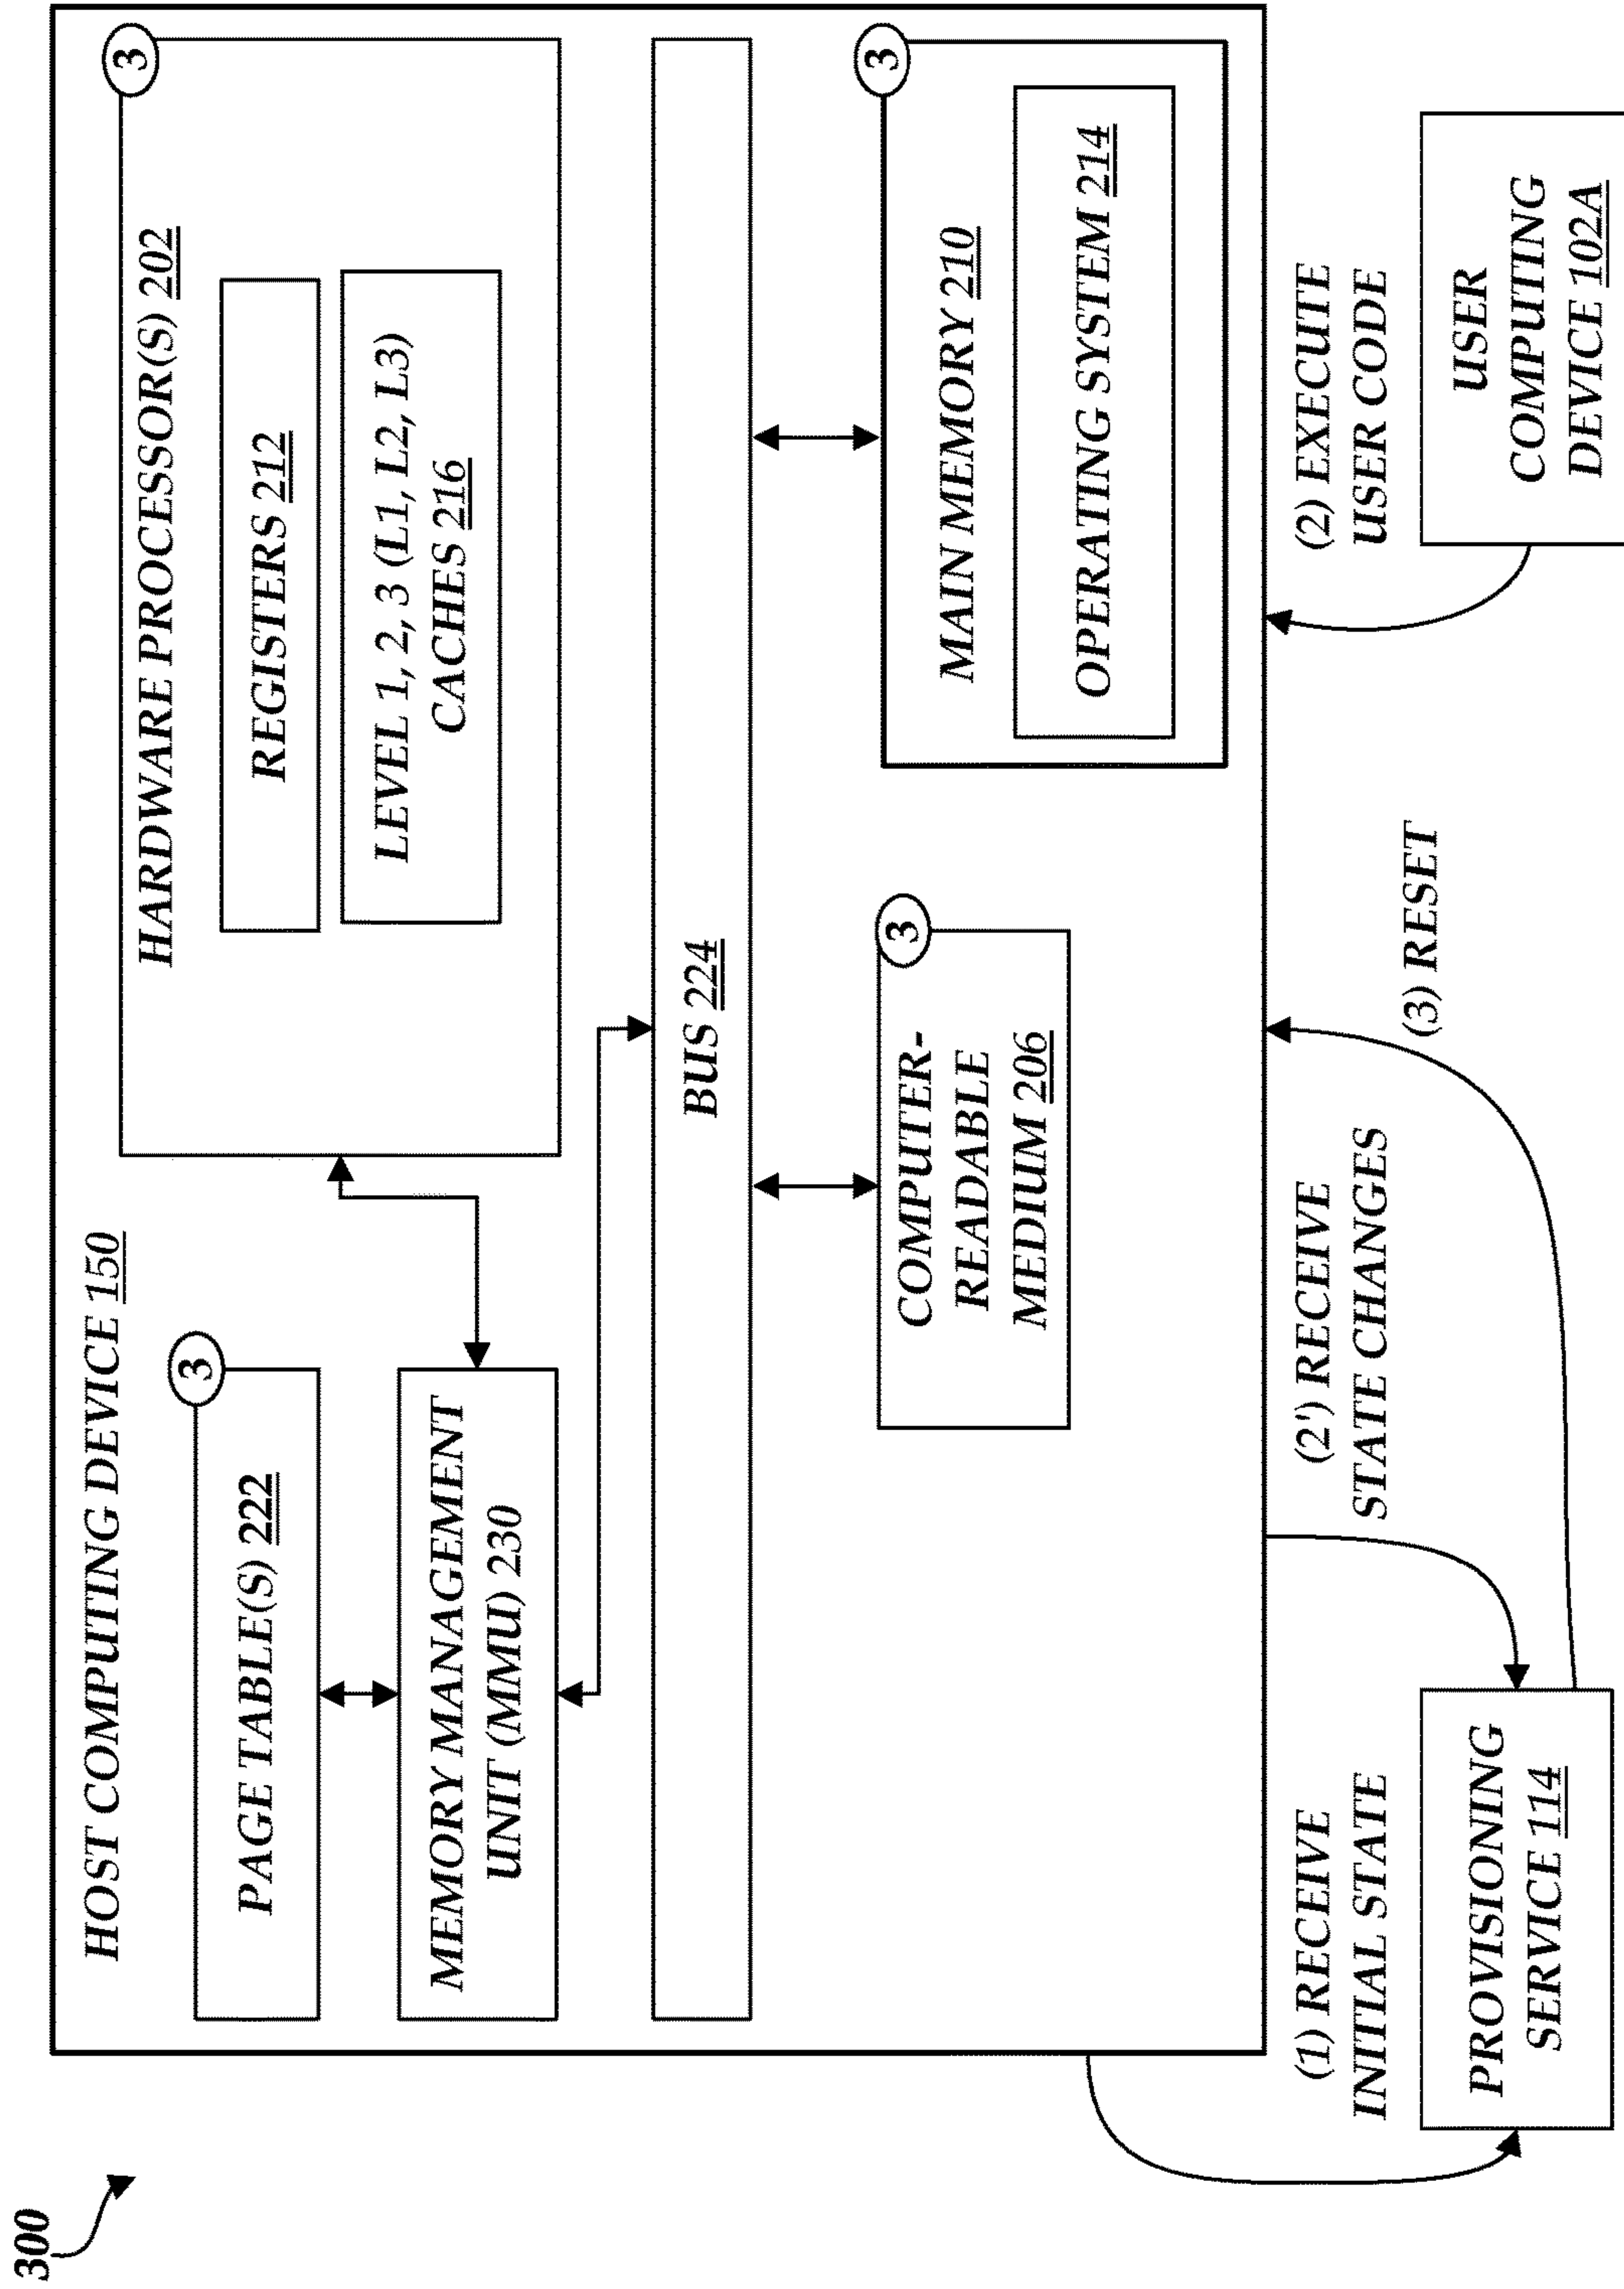 300
HOST COMPUTING DEVICE 150
3
PAGE TABLE(S) 222
MEMORY MANAGEMENT
UNIT (MMU) 230
3
HARDWARE PROCESSOR(S) 202
REGISTERS 212
LEVEL 1, 2, 3 (L1, L2, L3)
CACHES 216
BUS 224
3
COMPUTER-
READABLE
MEDIUM 206
3
MAIN MEMORY 210
OPERATING SYSTEM 214
(1) RECEIVE
INITIAL STATE
(2') RECEIVE
STATE CHANGES
(3) RESET
(2) EXECUTE
USER CODE
PROVISIONING
SERVICE 114
USER
COMPUTING
DEVICE 102A